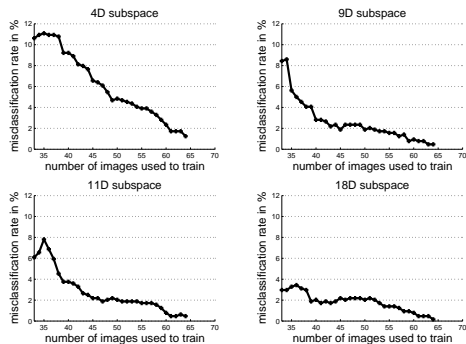 4D subspace
misclassification rate in %
12
10
8
6
4
2
0
35 40 45 50 55 60 65 70
number of images used to train
9D subspace
misclassification rate in %
12
10
8
6
4
2
0
35 40 45 50 55 60 65 70
number of images used to train
11D subspace
misclassification rate in %
12
10
8
6
4
2
0
35 40 45 50 55 60 65 70
number of images used to train
18D subspace
misclassification rate in %
12
10
8
6
4
2
0
35 40 45 50 55 60 65 70
number of images used to train